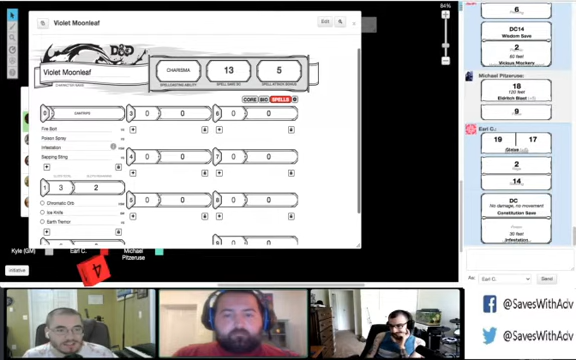 Violet Moonleaf
Edit
84%
D&D
Violet Moonleaf
CHARISMA
13
5
SPELLCASTING ABILITY
SPELL SAVE DC
SPELL ATTACK BONUS
CORE
BIO
SPELLS
0
CANTRIPS
3
0
0
6
0
0
Fire Bolt
Poison Spray
Infestation
Sapping Sting
4
0
0
7
0
0
1
3
2
5
0
0
8
0
0
Chromatic Orb
Ice Knife
Earth Tremor
Kyle (GM)
Earl C.
Michael
Pitzeruse
Initiative
4
6
DC14
Wisdom Save
2
60 feet
Vicious Mockery
Michael Pitzeruse:
18
120 feet
Eldritch Blast
9
Earl C.:
19
17
2
14
DC
No damage, no movement
Constitution Save
30 feet
Infestation
As:
Earl C.
Send
@SavesWithAdv
@SavesWithAdv